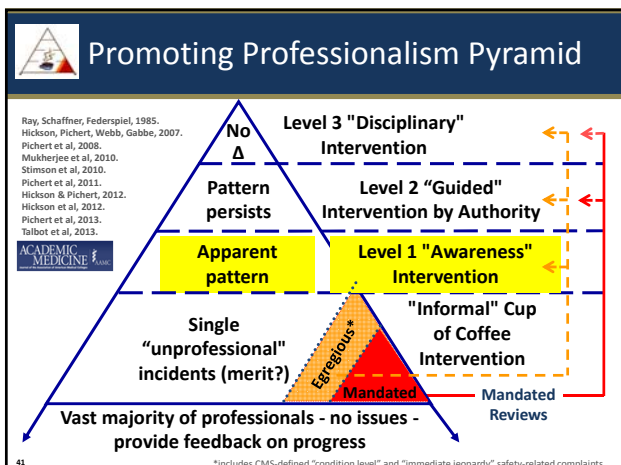 Promoting Professionalism Pyramid
Ray, Schaffner, Federspiel, 1985.
Hickson, Pichert, Webb, Gabbe, 2007.
Pichert et al, 2008.
Mukherjee et al, 2010.
Stimson et al, 2010.
Pichert et al, 2011.
Hickson & Pichert, 2012.
Hickson et al, 2012.
Pichert et al, 2013.
Talbot et al, 2013.
ACADEMIC
MEDICINE
AAMC
No
Δ
Level 3 "Disciplinary"
Intervention
Pattern
persists
Level 2 “Guided”
Intervention by Authority
Apparent
pattern
Level 1 "Awareness"
Intervention
Single
“unprofessional"
incidents (merit?)
Egregious*
Mandated
"Informal" Cup
of Coffee
Intervention
Mandated
Reviews
Vast majority of professionals - no issues -
provide feedback on progress
41
*includes CMS-defined “condition level” and “immediate jeopardy” safety-related complaints